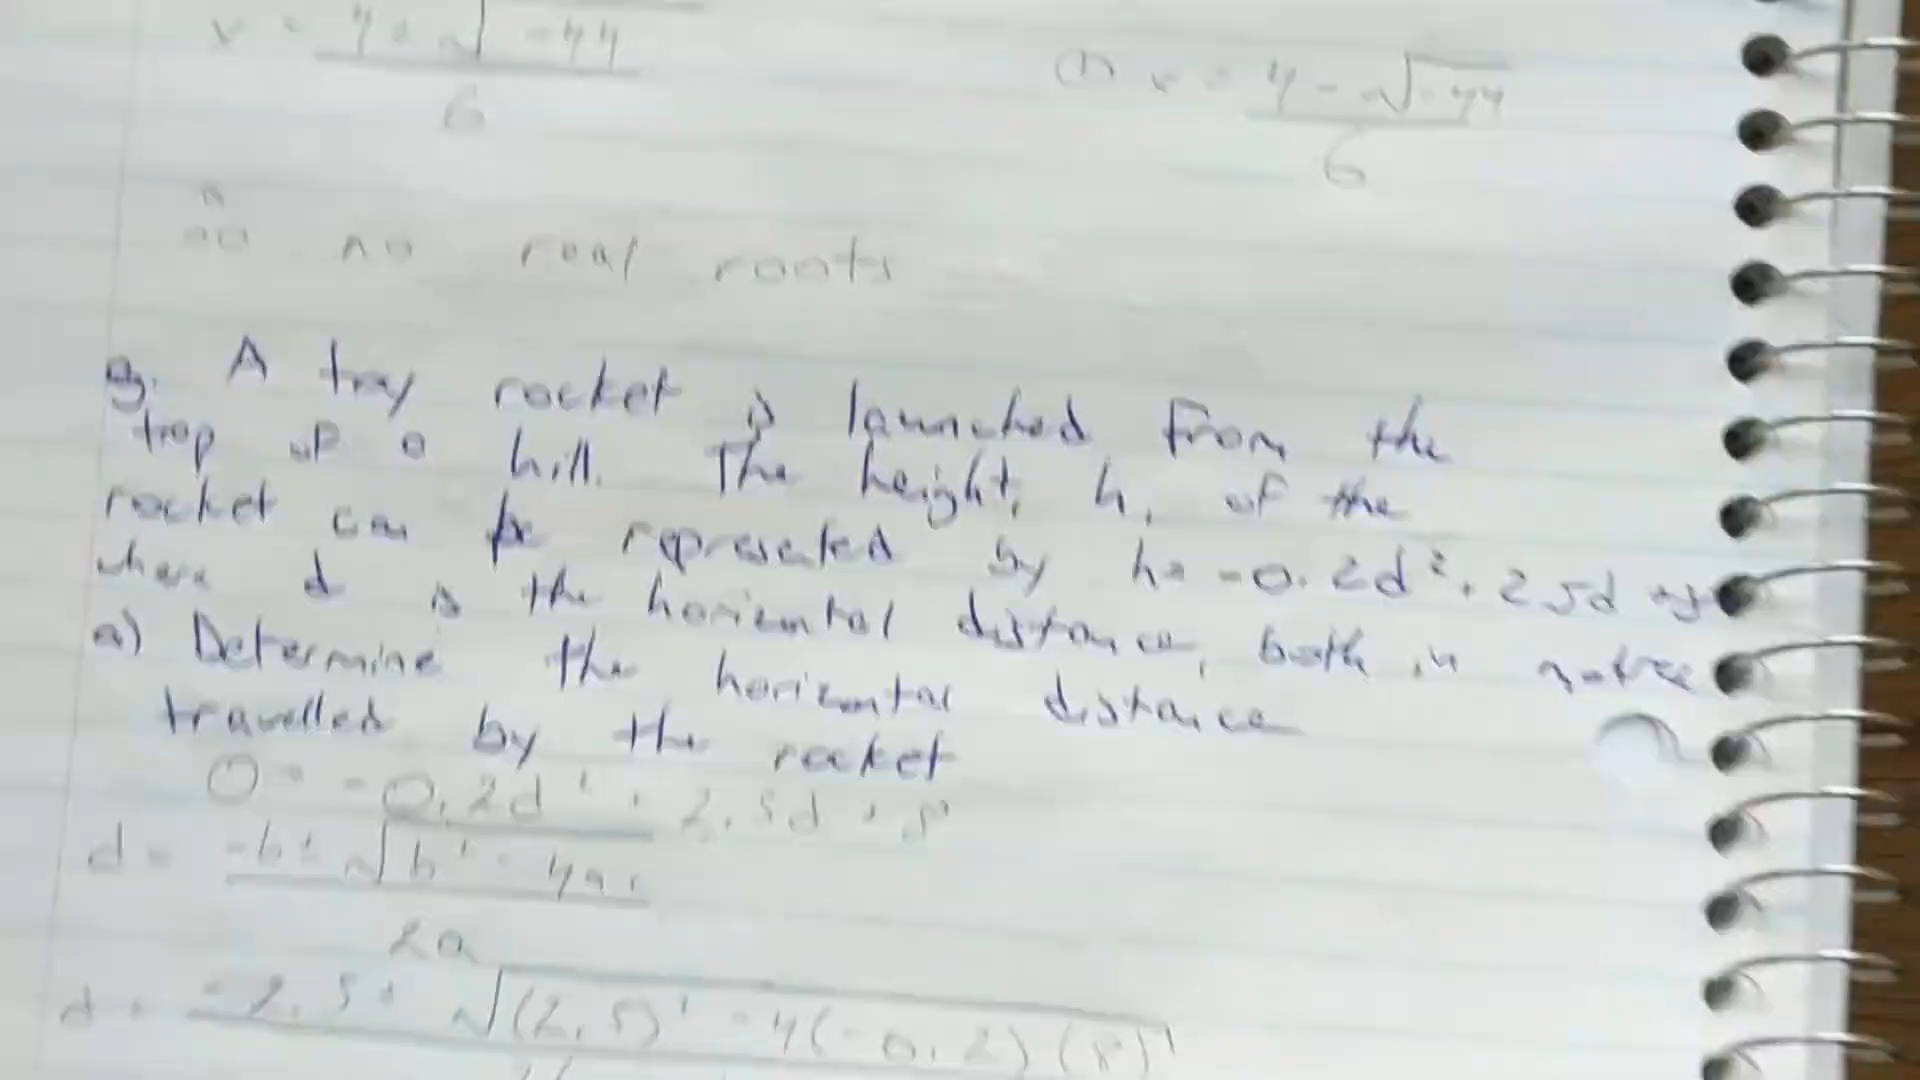 x = 4 + √-44 / 6
x = 4 - √-44 / 6
∴ no real roots
eg. A toy rocket is launched from the
top of a hill. The height, h, of the
rocket can be represented by h = -0.2d² + 2.5d +
where d is the horizontal distance, both in metres
a) Determine the horizontal distance
travelled by the rocket
0 = -0.2d² + 2.5d +
d = -b ± √b² - 4ac / 2a
d = -2.5 ± √(2.5)² - 4(-0.2)